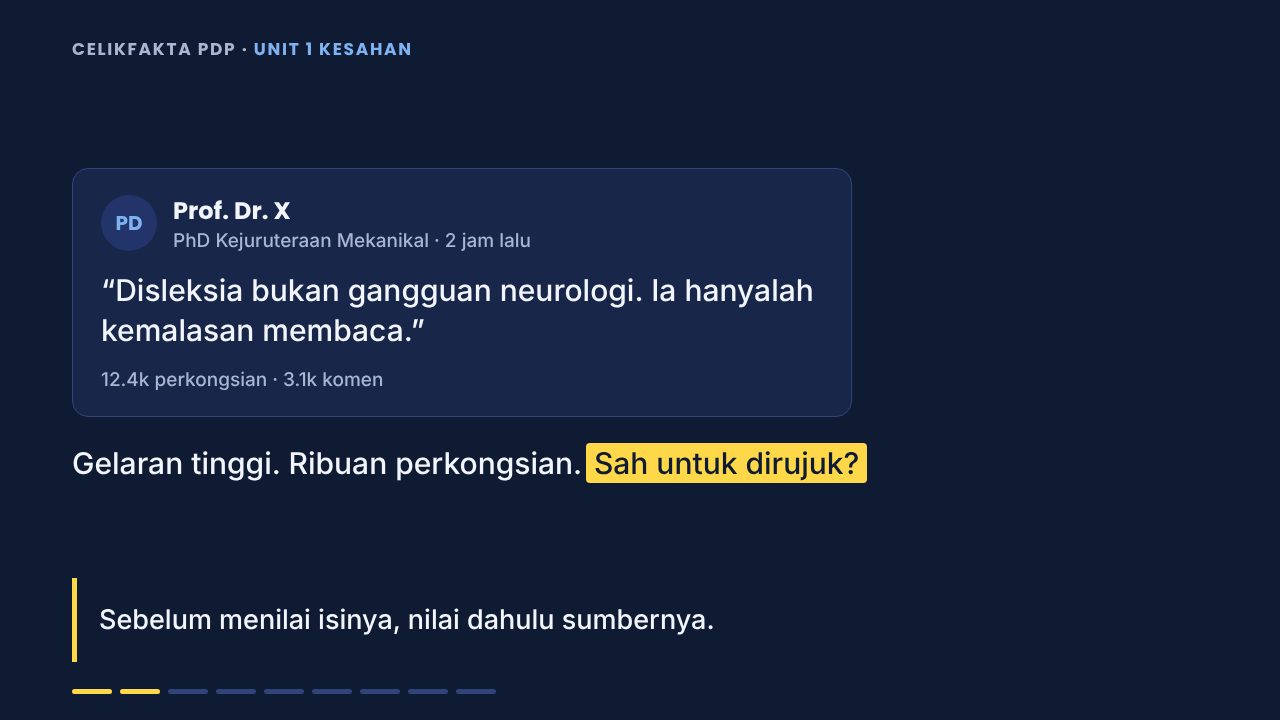 CELIKFAKTA PDP · UNIT 1 KESAHAN
PD
Prof. Dr. X
PhD Kejuruteraan Mekanikal · 2 jam lalu
“Disleksia bukan gangguan neurologi. Ia hanyalah
kemalasan membaca.”
12.4k perkongsian · 3.1k komen
Gelaran tinggi. Ribuan perkongsian. Sah untuk dirujuk?
Sebelum menilai isinya, nilai dahulu sumbernya.